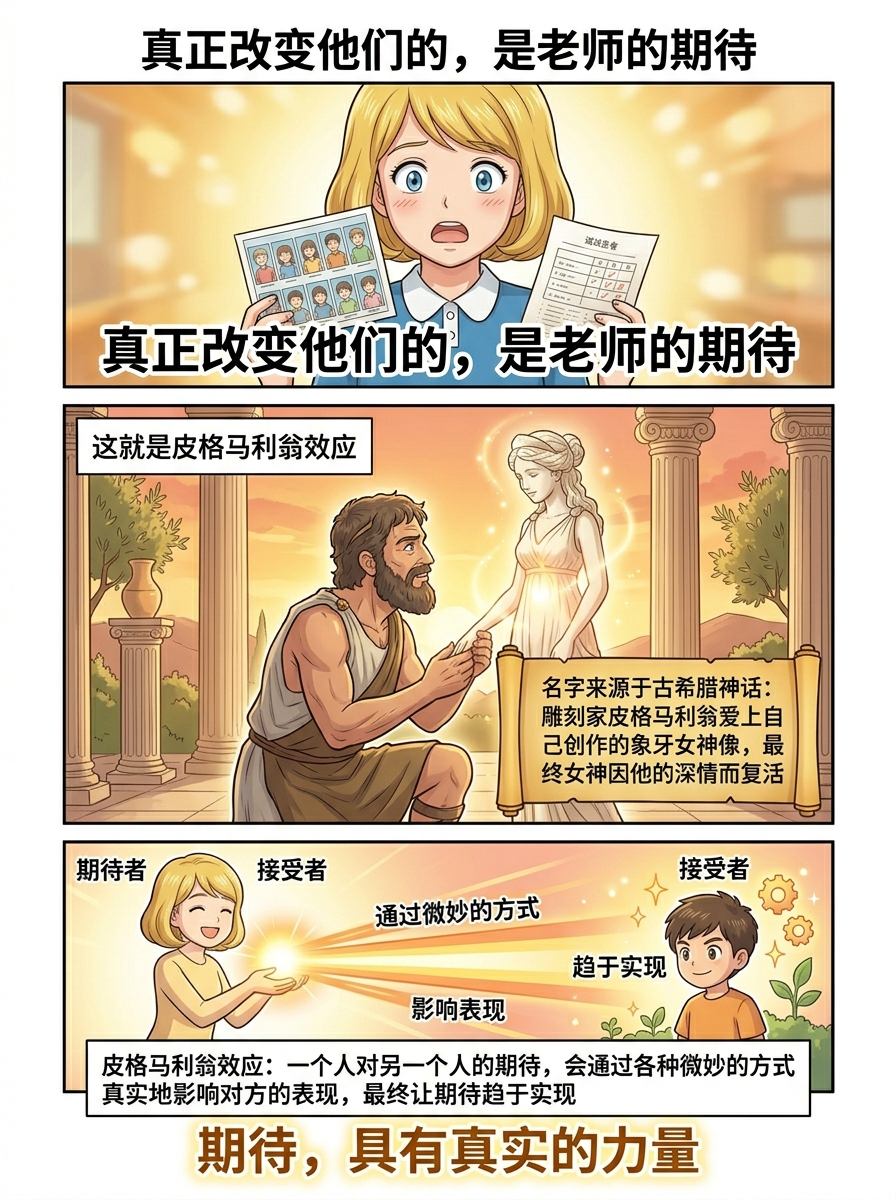 真正改变他们的，是老师的期待
真正改变他们的，是老师的期待
这就是皮格马利翁效应
名字来源于古希腊神话：
雕刻家皮格马利翁爱上自
己创作的象牙女神像，最
终女神因他的深情而复活
期待者
接受者
接受者
通过微妙的方式
趋于实现
影响表现
皮格马利翁效应：一个人对另一个人的期待，会通过各种微妙的方式
真实地影响对方的表现，最终让期待趋于实现
期待，具有真实的力量